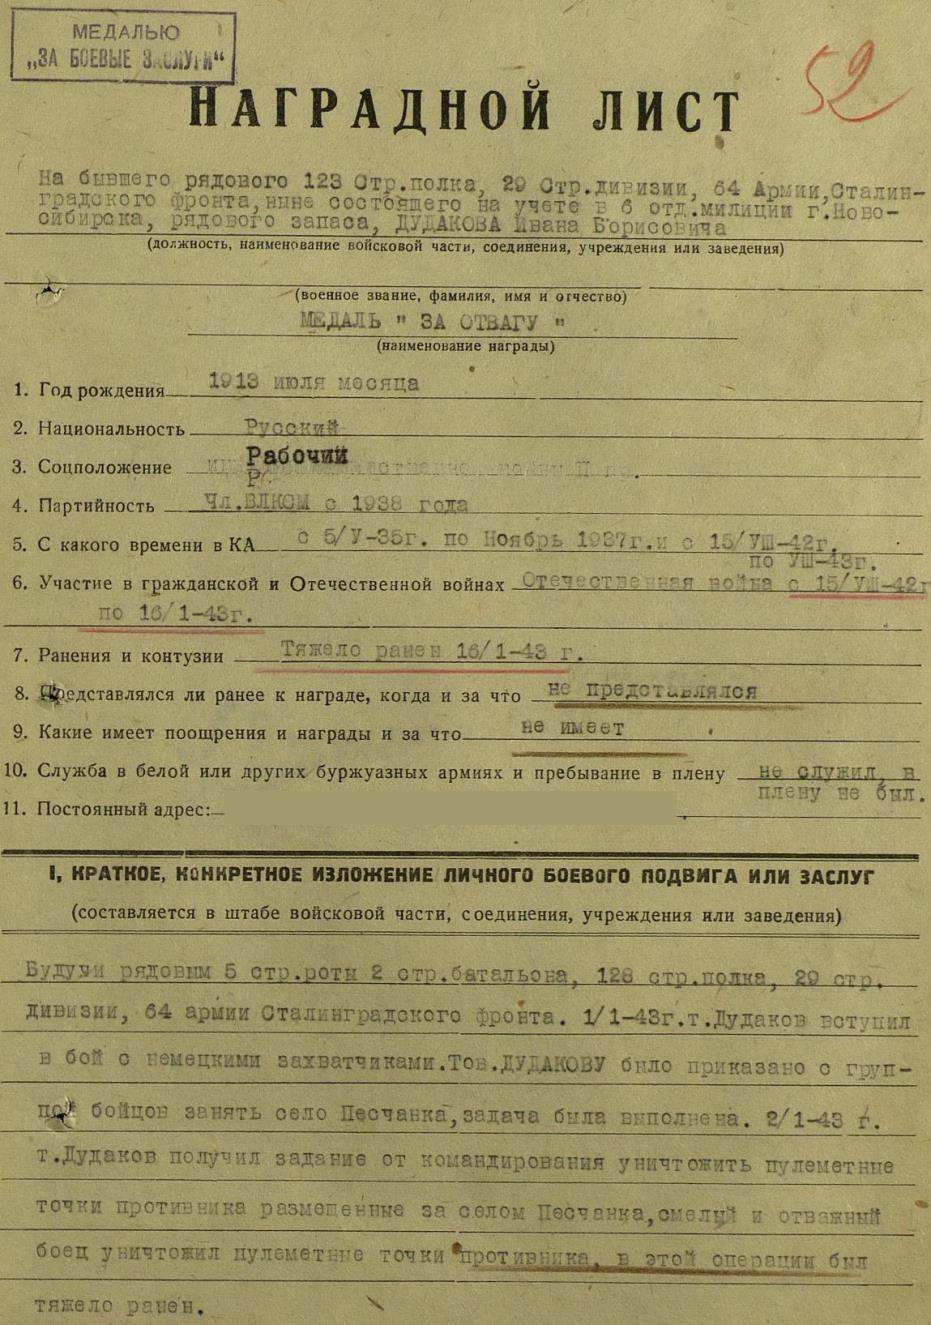 МЕДАЛЬЮ
„ЗА БОЕВЫЕ ЗАСЛУГИ“
52
НАГРАДНОЙ ЛИСТ
На бывшего рядового 123 Стр.полка, 29 Стр.дивизии, 64 Армии,Сталин-
градского фронта,ныне состоящего на учете в 6 отд.милиции г.Ново-
сибирска, рядового запаса, ДУДАКОВА Ивана Борисовича
(должность, наименование войсковой части, соединения, учреждения или заведения)
(военное звание, фамилия, имя и отчество)
МЕДАЛЬ " ЗА ОТВАГУ "
(наименование награды)
1. Год рождения 1913 июля месяца
2. Национальность Русский
3. Соцположение Рабочий
4. Партийность Чл.ВЛКСМ с 1938 года
5. С какого времени в КА с 5/У-35г. по Ноябрь 1937г.и с 15/УШ-42г.
по УШ-43г.
6. Участие в гражданской и Отечественной войнах Отечественная война с 15/УШ-42г
по 16/1-43г.
7. Ранения и контузии Тяжело ранен 16/1-43 г.
8. Представлялся ли ранее к награде, когда и за что не представлялся
9. Какие имеет поощрения и награды и за что не имеет
10. Служба в белой или других буржуазных армиях и пребывание в плену не служил, в
плену не был.
11. Постоянный адрес:
I, КРАТКОЕ, КОНКРЕТНОЕ ИЗЛОЖЕНИЕ ЛИЧНОГО БОЕВОГО ПОДВИГА ИЛИ ЗАСЛУГ
(составляется в штабе войсковой части, соединения, учреждения или заведения)
Будучи рядовым 5 стр.роты 2 стр.батальона, 128 стр.полка, 29 стр.
дивизии, 64 армии Сталинградского фронта. 1/1-43г.т.Дудаков вступил
в бой с немецкими захватчиками.Тов.ДУДАКОВУ было приказано с груп-
пой бойцов занять село Песчанка,задача была выполнена. 2/1-43 г.
т.Дудаков получил задание от командирования уничтожить пулеметные
точки противника размещенные за селом Песчанка,смелый и отважный
боец уничтожил пулеметные точки противника, в этой операции был
тяжело ранен.